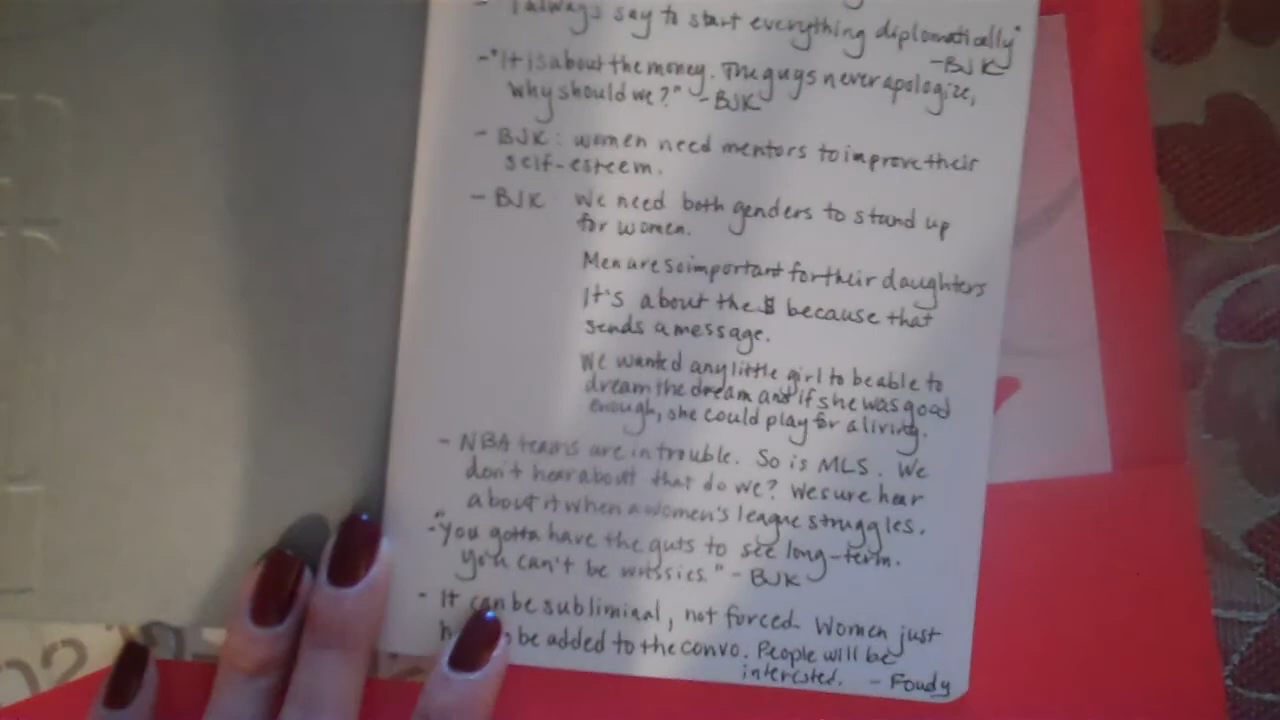 - "I always say to start everything diplomatically"
- BJK
- "It is about the money. The guys never apologize,
why should we?" - BJK
- BJK: women need mentors to improve their
self-esteem.
- BJK We need both genders to stand up
for women.
Men are so important for their daughters
It's about the $ because that
sends a message.
We wanted any little girl to be able to
dream the dream and if she was good
enough, she could play for a living.
- NBA teams are in trouble. So is MLS. We
don't hear about that do we? We sure hear
about it when a women's league struggles.
- "You gotta have the guts to see long-term.
You can't be wussies." - BJK
- It can be subliminal, not forced. Women just
be added to the convo. People will be
interested. - Foudy